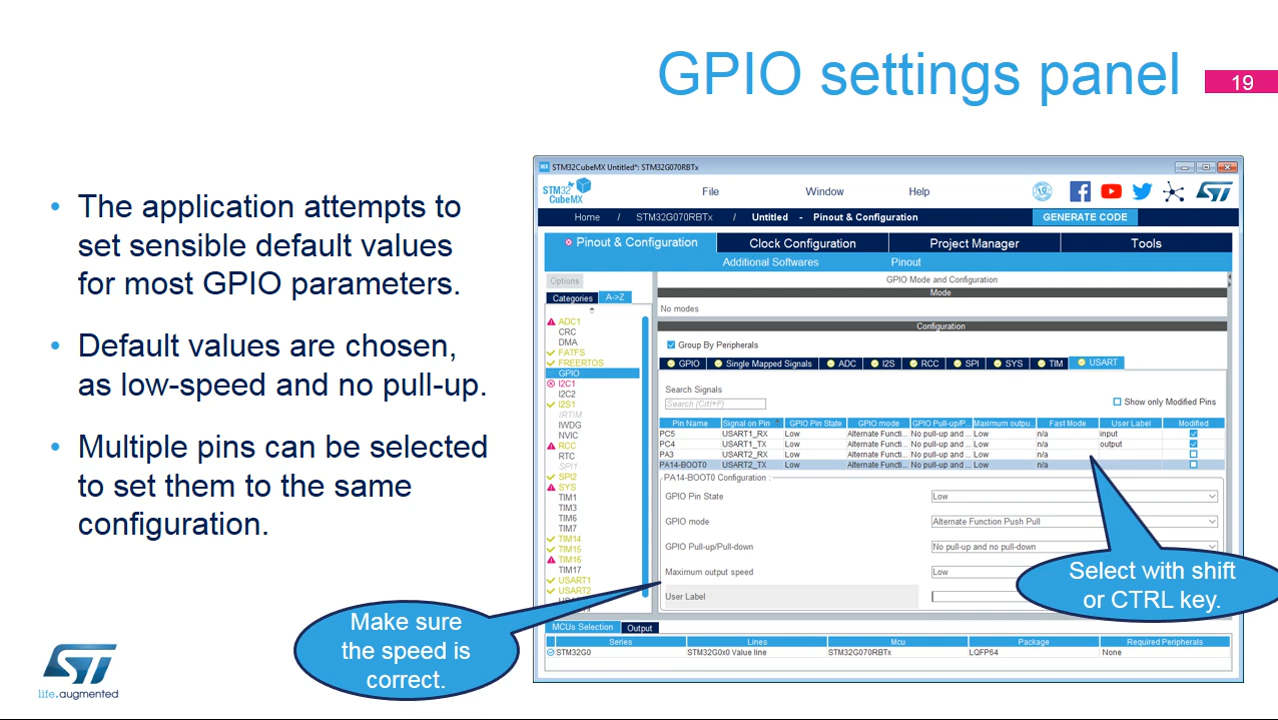 GPIO settings panel
19
• The application attempts to
set sensible default values
for most GPIO parameters.
• Default values are chosen,
as low-speed and no pull-up.
• Multiple pins can be selected
to set them to the same
configuration.
MX STM32CubeMX Untitled*: STM32G070RBTx
STM32
CubeMX
File Window Help
10
ST
Home / STM32G070RBTx / Untitled - Pinout & Configuration
GENERATE CODE
Pinout & Configuration
Clock Configuration
Project Manager
Tools
Additional Softwares
Pinout
Options
Categories A->Z
ADC1
CRC
DMA
FATFS
FREERTOS
GPIO
I2C1
I2C2
I2S1
IRTIM
IWDG
NVIC
RCC
RTC
SPI1
SPI2
SYS
TIM1
TIM3
TIM6
TIM7
TIM14
TIM15
TIM16
TIM17
USART1
USART2
GPIO Mode and Configuration
Mode
No modes
Configuration
Group By Peripherals
GPIO Single Mapped Signals ADC I2S RCC SPI SYS TIM USART
Search Signals
Search (Crtl+F)
Show only Modified Pins
Pin Name Signal on Pin GPIO Pin State GPIO mode GPIO Pull-up/P... Maximum outpu... Fast Mode User Label Modified
PC5 USART1_RX Low Alternate Functi... No pull-up and ... Low n/a input
PC4 USART1_TX Low Alternate Functi... No pull-up and ... Low n/a output
PA3 USART2_RX Low Alternate Functi... No pull-up and ... Low n/a
PA14-BOOT0 USART2_TX Low Alternate Functi... No pull-up and ... Low n/a
PA14-BOOT0 Configuration :
GPIO Pin State Low
GPIO mode Alternate Function Push Pull
GPIO Pull-up/Pull-down No pull-up and no pull-down
Maximum output speed Low
User Label
Select with shift
or CTRL key.
Make sure
the speed is
correct.
MCUs Selection Output
Series Lines Mcu Package Required Peripherals
STM32G0 STM32G0x0 Value line STM32G070RBTx LQFP64 None
ST
life.augmented